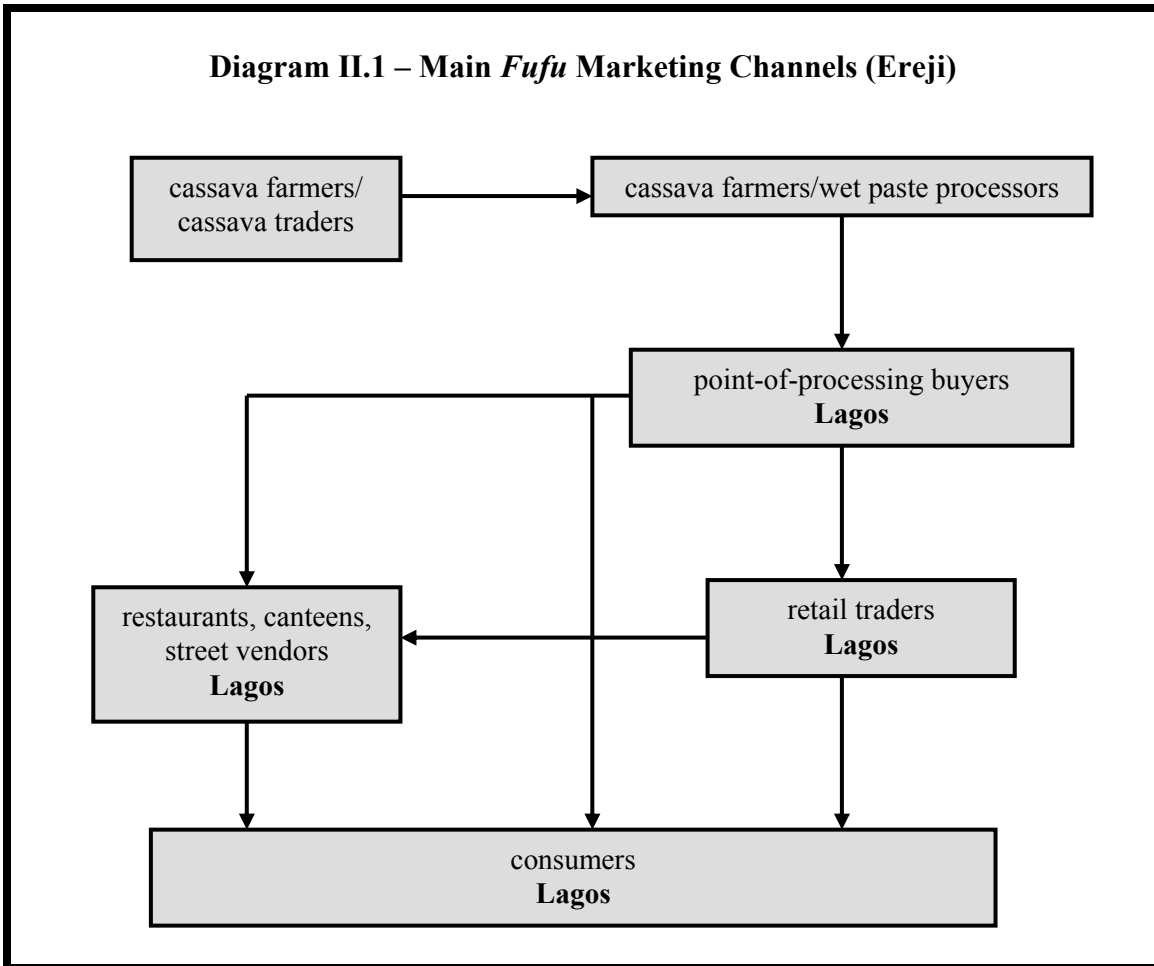 Diagram II.1 – Main Fufu Marketing Channels (Ereji)
cassava farmers/
cassava traders
cassava farmers/wet paste processors
point-of-processing buyers
Lagos
restaurants, canteens,
street vendors
Lagos
retail traders
Lagos
consumers
Lagos